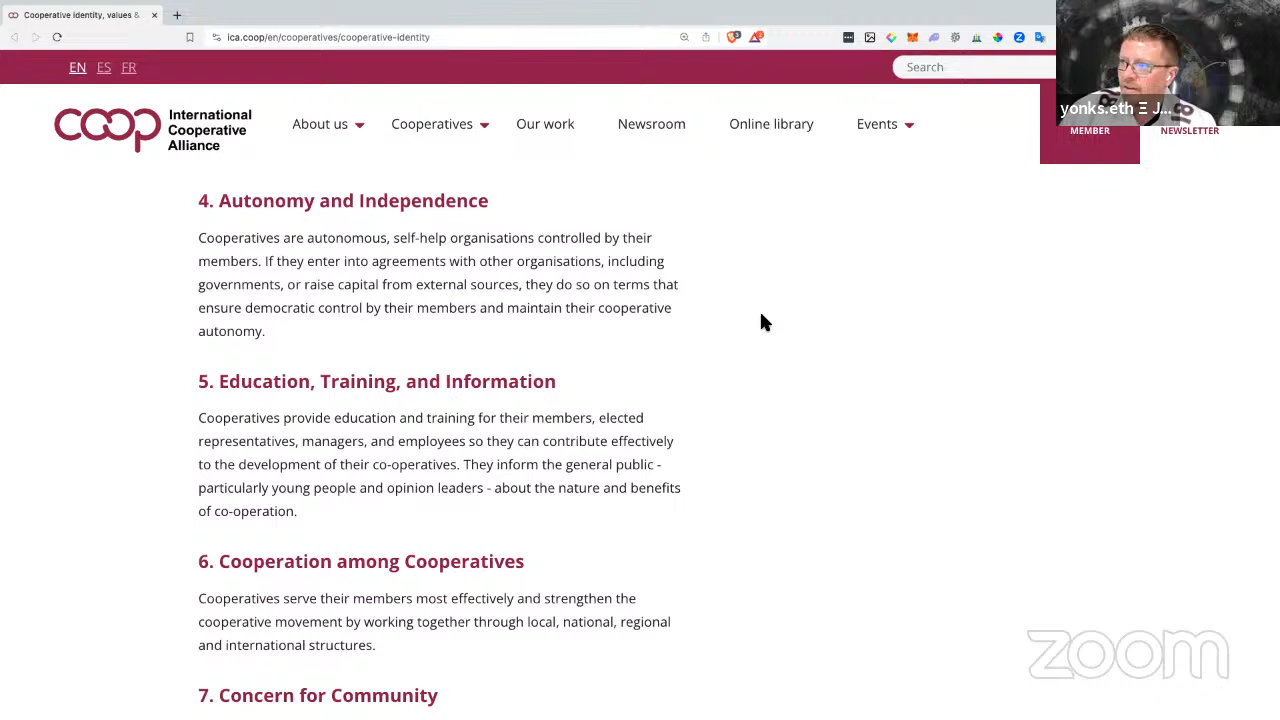 Cooperative identity, values &
ica.coop/en/cooperatives/cooperative-identity
EN ES FR
Search
yonks.eth Ξ J...
coop International
Cooperative
Alliance
About us Cooperatives Our work Newsroom Online library Events
MEMBER NEWSLETTER
4. Autonomy and Independence
Cooperatives are autonomous, self-help organisations controlled by their
members. If they enter into agreements with other organisations, including
governments, or raise capital from external sources, they do so on terms that
ensure democratic control by their members and maintain their cooperative
autonomy.
5. Education, Training, and Information
Cooperatives provide education and training for their members, elected
representatives, managers, and employees so they can contribute effectively
to the development of their co-operatives. They inform the general public -
particularly young people and opinion leaders - about the nature and benefits
of co-operation.
6. Cooperation among Cooperatives
Cooperatives serve their members most effectively and strengthen the
cooperative movement by working together through local, national, regional
and international structures.
7. Concern for Community
zoom